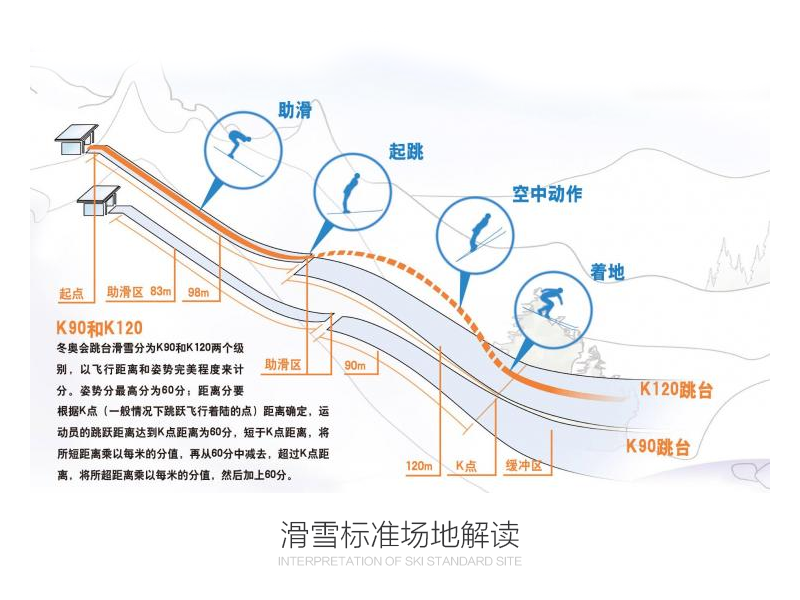 助滑
起跳
空中动作
着地
起点
助滑区 83m
98m
K90和K120
冬奥会跳台滑雪分为K90和K120两个级
别，以飞行距离和姿势完美程度来计
分。姿势分最高分为60分；距离分要
根据K点（一般情况下跳跃飞行着陆的点）距离确定，运
动员的跳跃距离达到K点距离为60分，短于K点距离，将
所短距离乘以每米的分值，再从60分中减去，超过K点距
离，将所超距离乘以每米的分值，然后加上60分。
助滑区
90m
K120跳台
K90跳台
120m
K点
缓冲区
滑雪标准场地解读
INTERPRETATION OF SKI STANDARD SITE